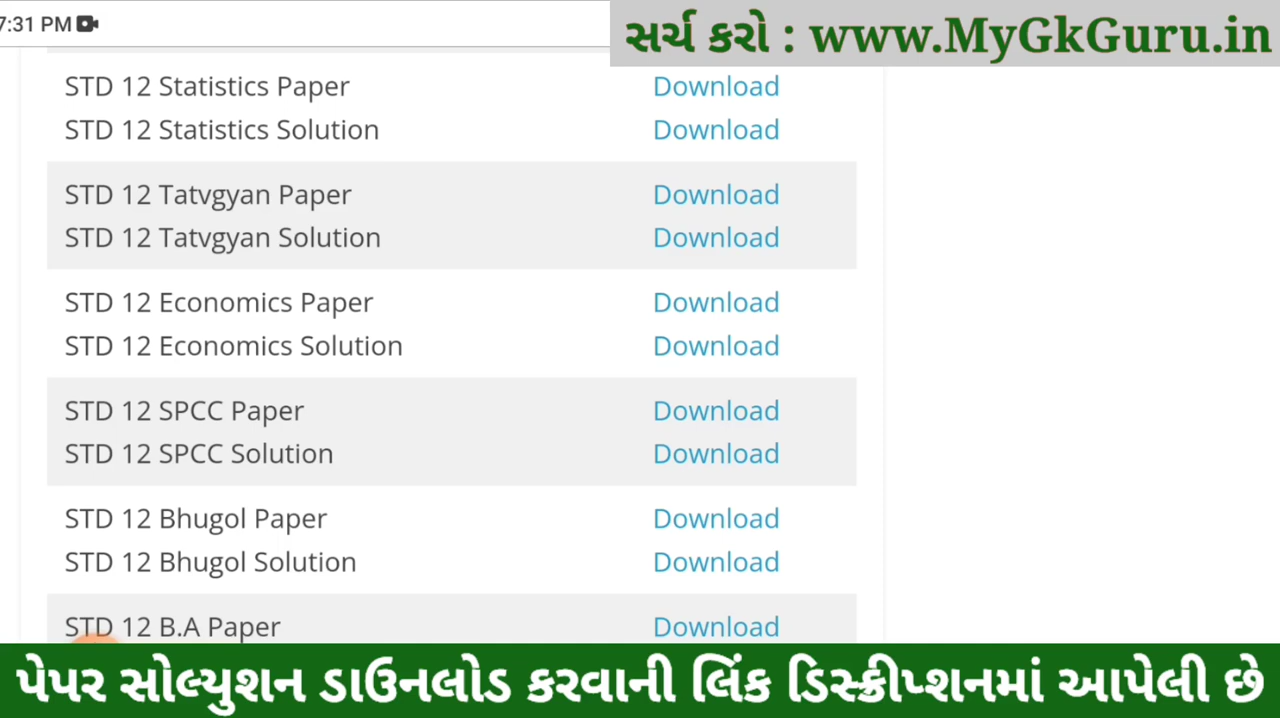 7:31 PM
સર્ચ કરો : www.MyGkGuru.in
STD 12 Statistics Paper Download
STD 12 Statistics Solution Download
STD 12 Tatvgyan Paper Download
STD 12 Tatvgyan Solution Download
STD 12 Economics Paper Download
STD 12 Economics Solution Download
STD 12 SPCC Paper Download
STD 12 SPCC Solution Download
STD 12 Bhugol Paper Download
STD 12 Bhugol Solution Download
STD 12 B.A Paper Download
પેપર સોલ્યુશન ડાઉનલોડ કરવાની લિંક ડિસ્ક્રીપ્શનમાં આપેલી છે